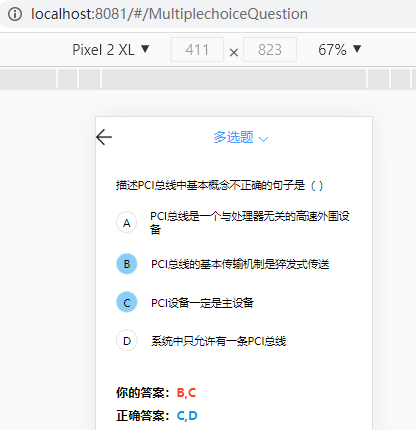 localhost:8081/#/MultiplechoiceQuestion
Pixel 2 XL ▼ 411 × 823 67% ▼
多选题
描述PCI总线中基本概念不正确的句子是（ ）
A PCI总线是一个与处理器无关的高速外围设
备
B PCI总线的基本传输机制是猝发式传送
C PCI设备一定是主设备
D 系统中只允许有一条PCI总线
你的答案：B,C
正确答案：C,D